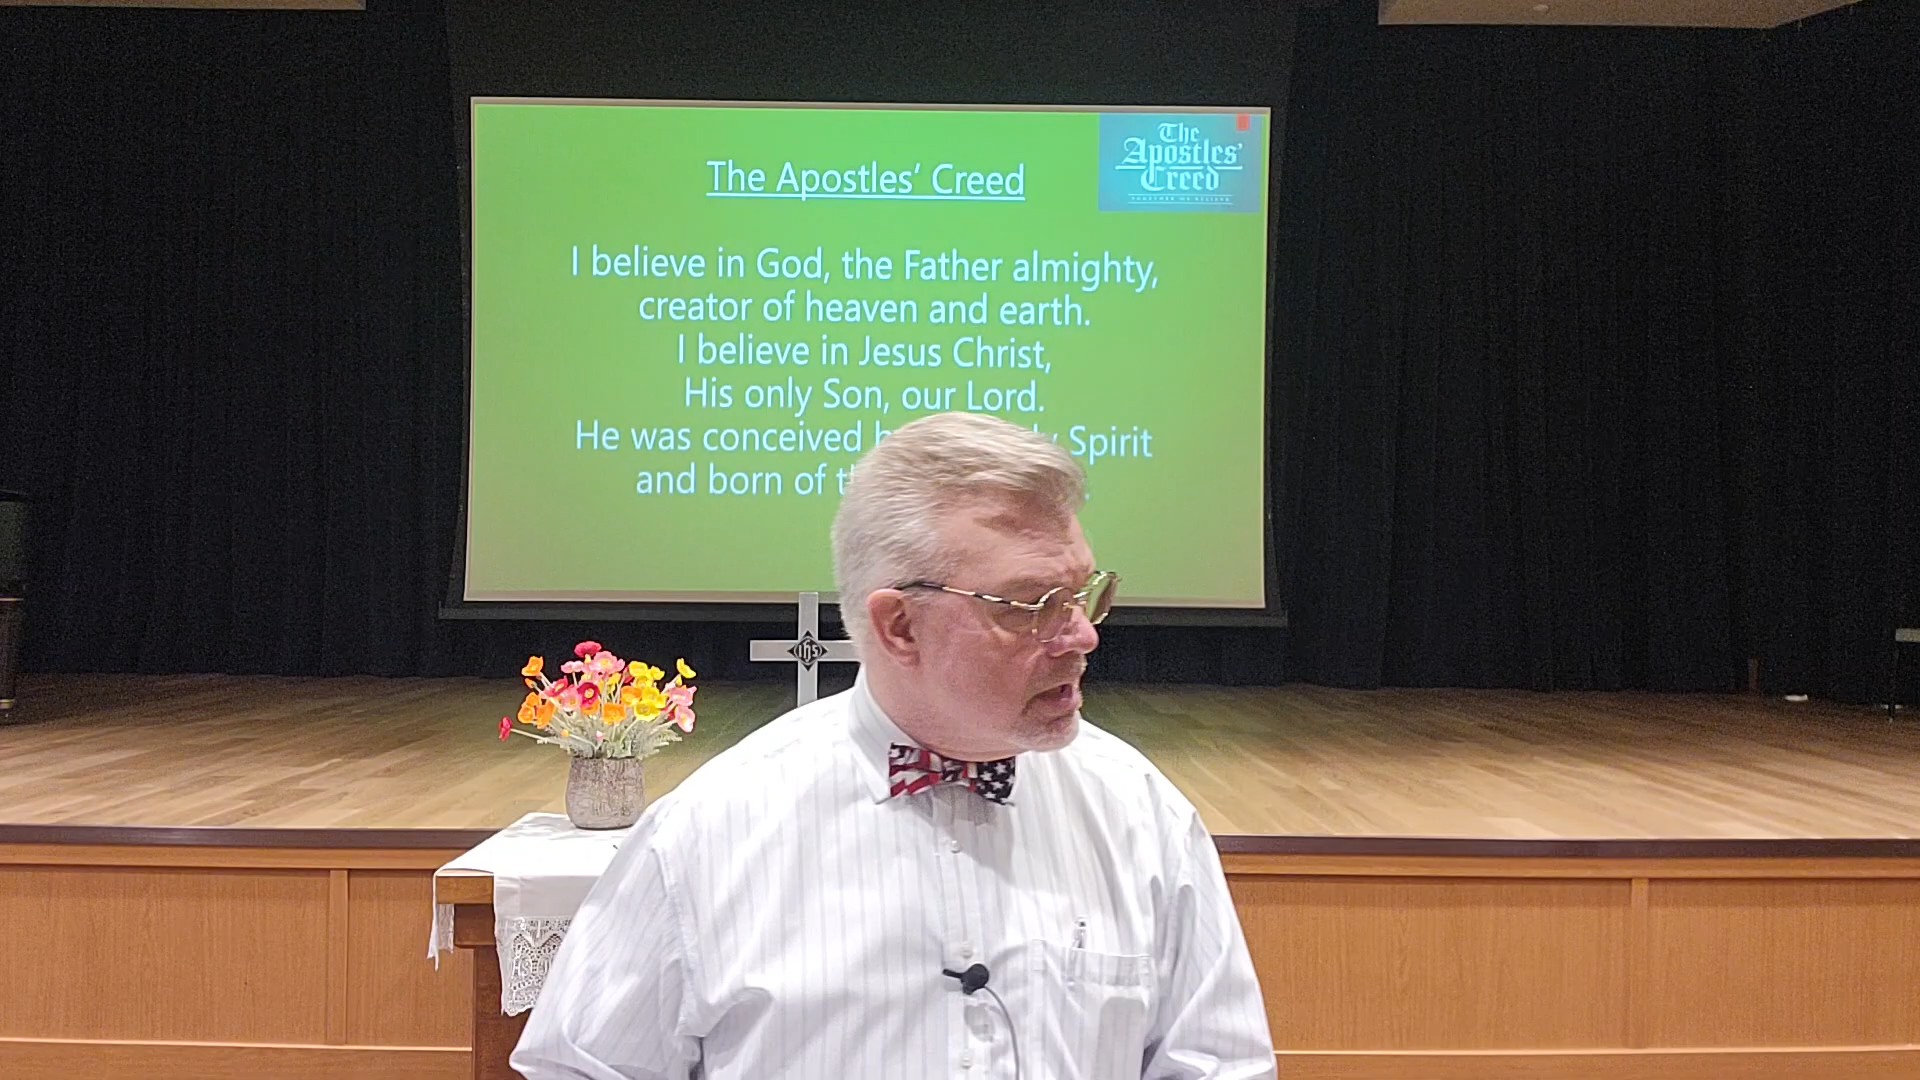 The Apostles' Creed
The
Apostles'
Creed
I believe in God, the Father almighty,
creator of heaven and earth.
I believe in Jesus Christ,
His only Son, our Lord.
He was conceived Spirit
and born of
ihs